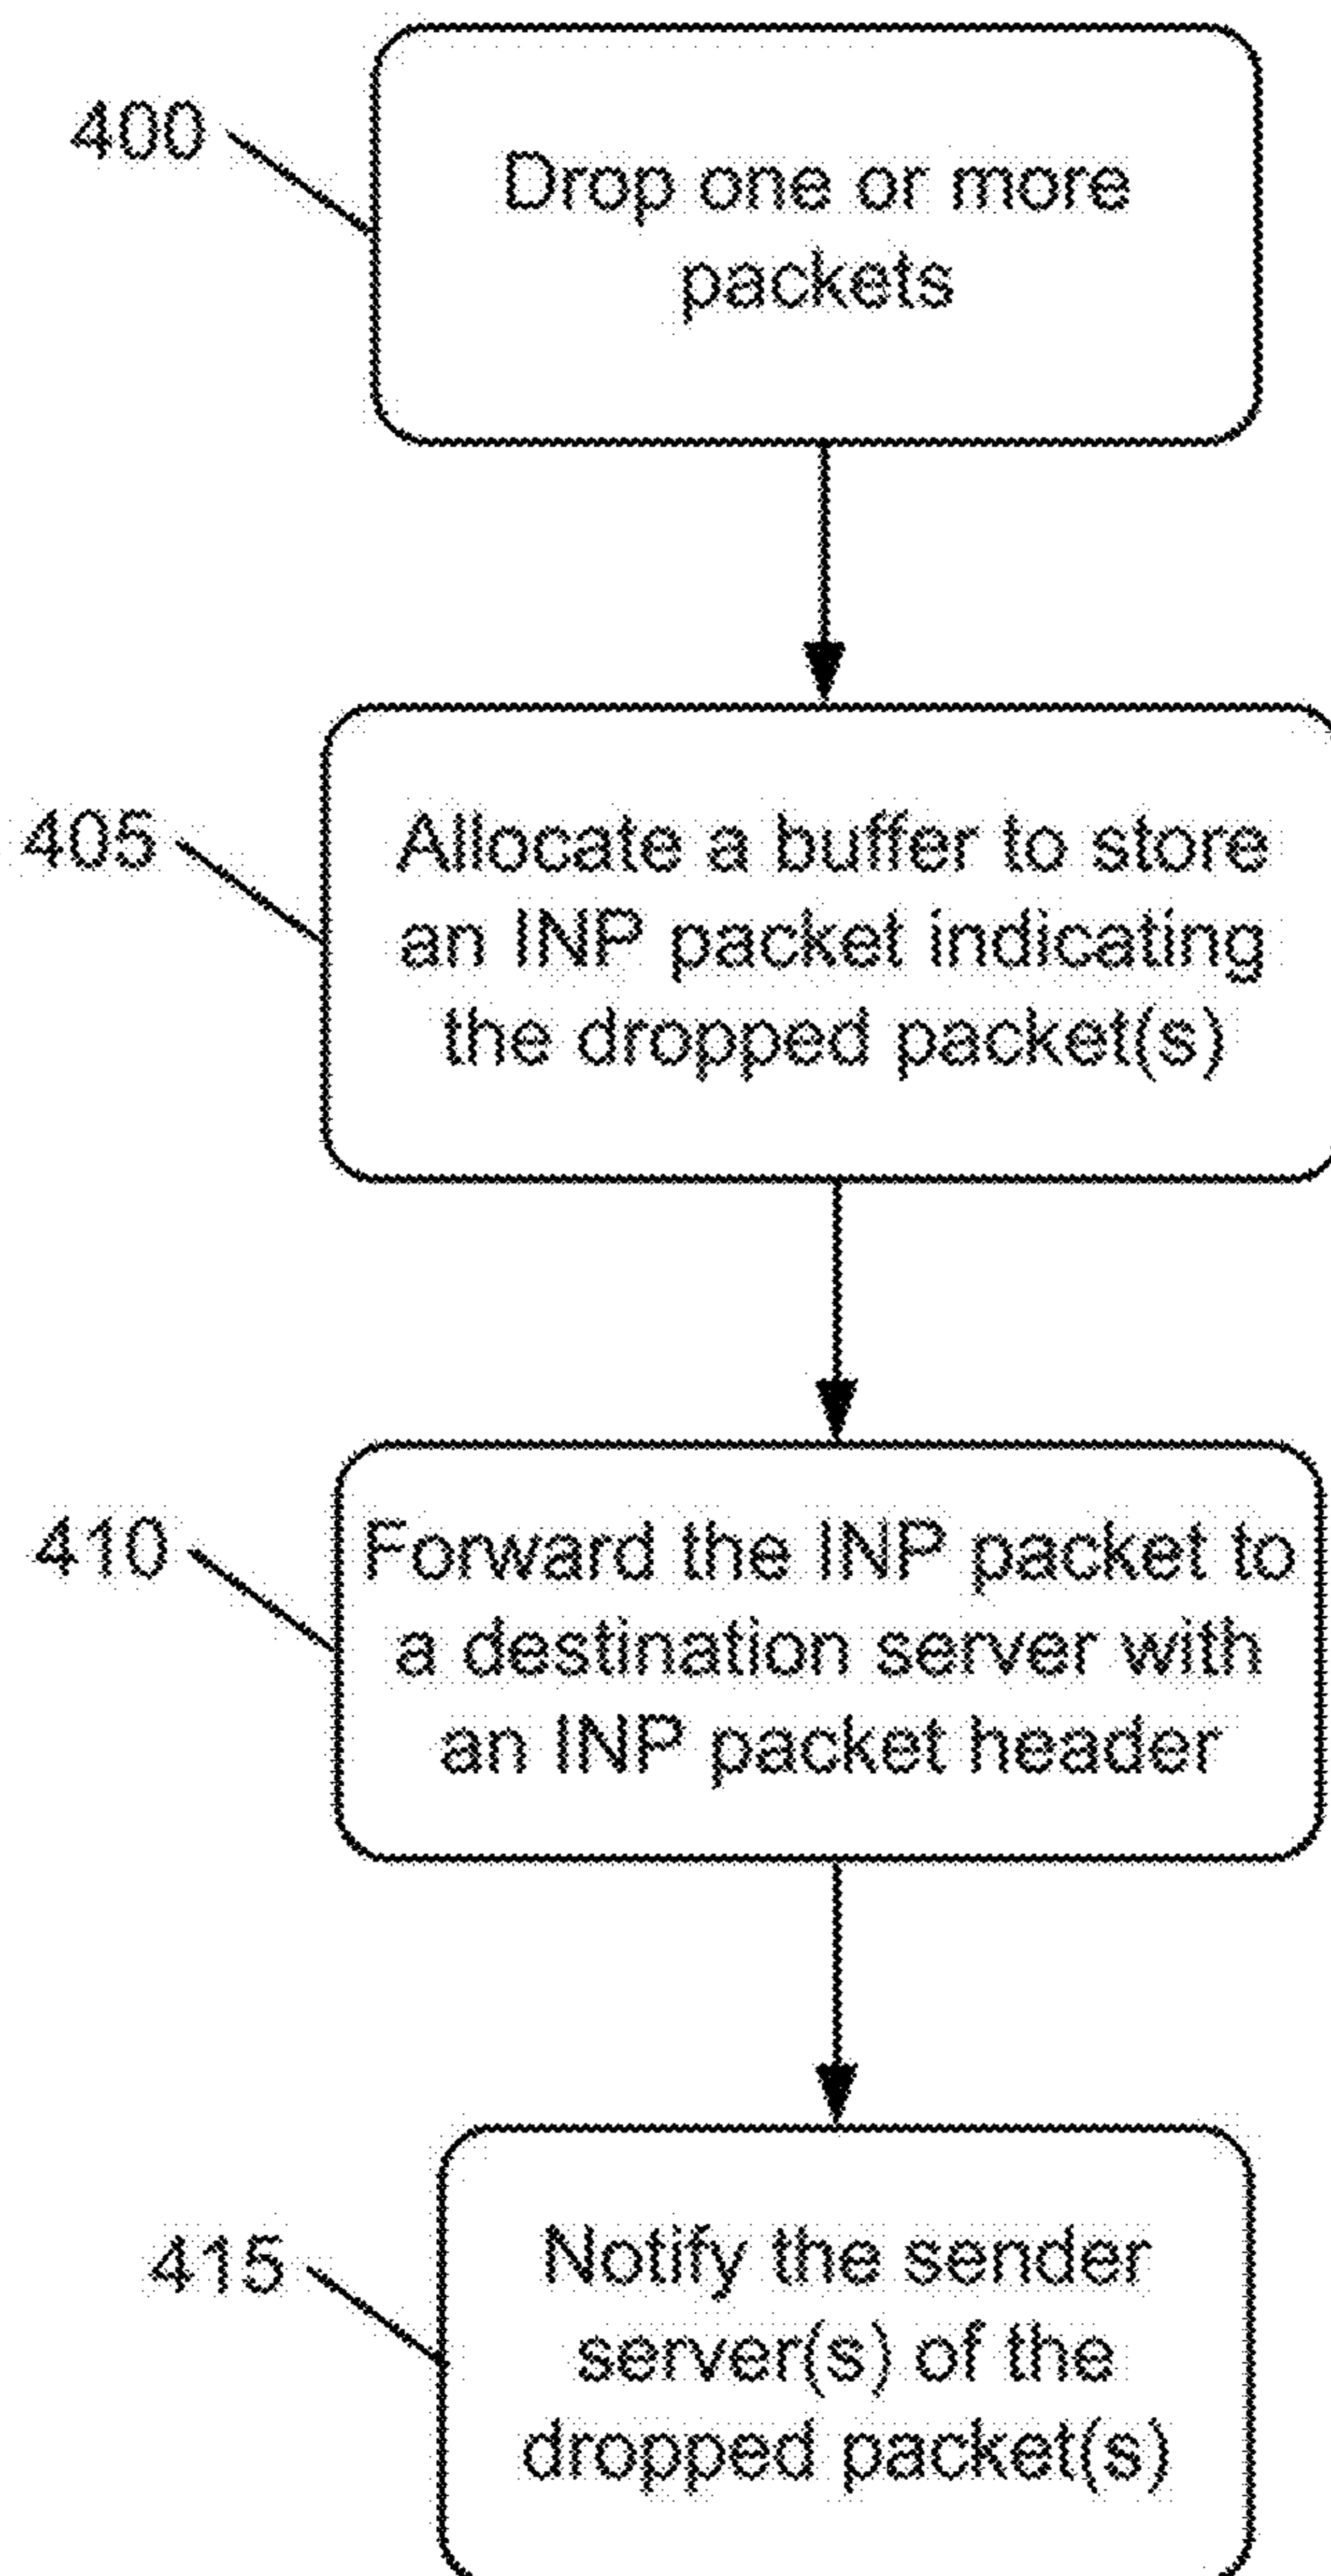 400
Drop one or more
packets
405
Allocate a buffer to store
an INP packet indicating
the dropped packet(s)
410
Forward the INP packet to
a destination server with
an INP packet header
415
Notify the sender
server(s) of the
dropped packet(s)